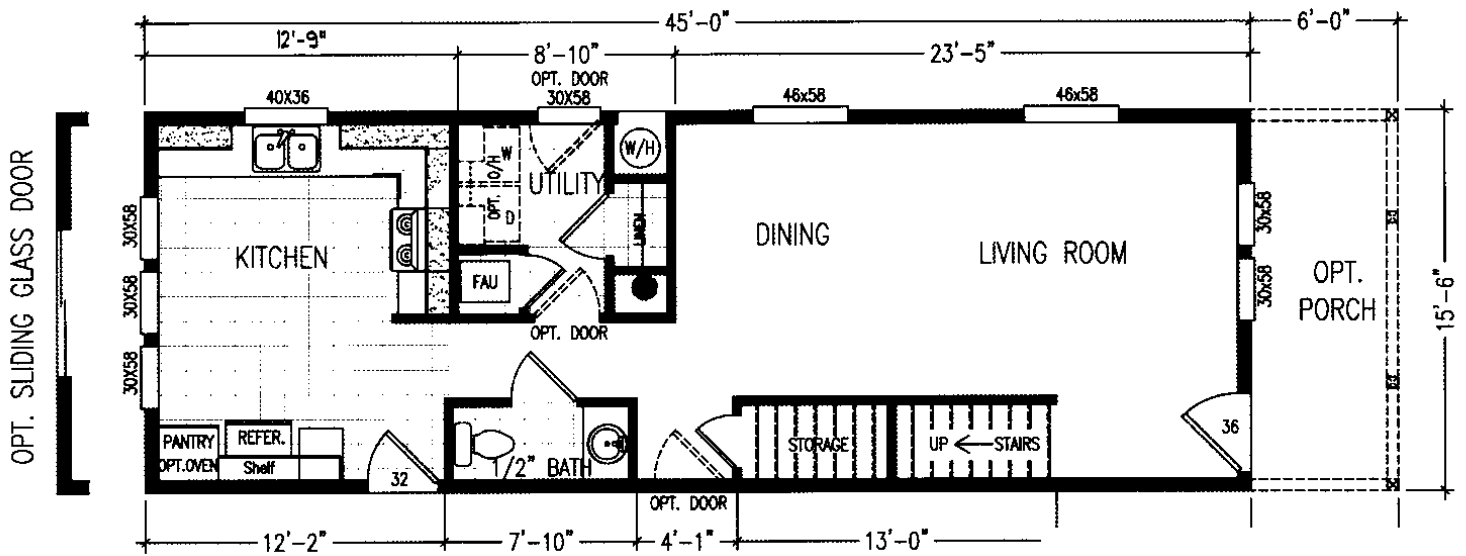 45'-0"
6'-0"
12'-9"
8'-10"
23'-5"
OPT. DOOR
40X36
30X58
46x58
46x58
OPT. SLIDING GLASS DOOR
W
O/H
OPT.
D
UTILITY
W/H
LINEN
30X58
30X58
30X58
KITCHEN
FAU
DINING
LIVING ROOM
30x58
30x58
OPT.
PORCH
15'-6"
OPT. DOOR
PANTRY
OPT.OVEN
REFER.
Shelf
32
1/2" BATH
STORAGE
UP ← STAIRS
36
OPT. DOOR
12'-2"
7'-10"
4'-1"
13'-0"